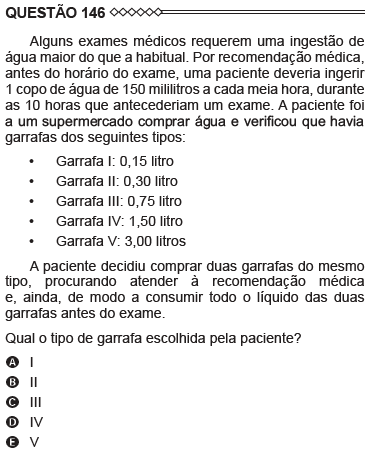 QUESTÃO 146
Alguns exames médicos requerem uma ingestão de
água maior do que a habitual. Por recomendação médica,
antes do horário do exame, uma paciente deveria ingerir
1 copo de água de 150 mililitros a cada meia hora, durante
as 10 horas que antecederiam um exame. A paciente foi
a um supermercado comprar água e verificou que havia
garrafas dos seguintes tipos:
• Garrafa I: 0,15 litro
• Garrafa II: 0,30 litro
• Garrafa III: 0,75 litro
• Garrafa IV: 1,50 litro
• Garrafa V: 3,00 litros
A paciente decidiu comprar duas garrafas do mesmo
tipo, procurando atender à recomendação médica
e, ainda, de modo a consumir todo o líquido das duas
garrafas antes do exame.
Qual o tipo de garrafa escolhida pela paciente?
A I
B II
C III
D IV
E V